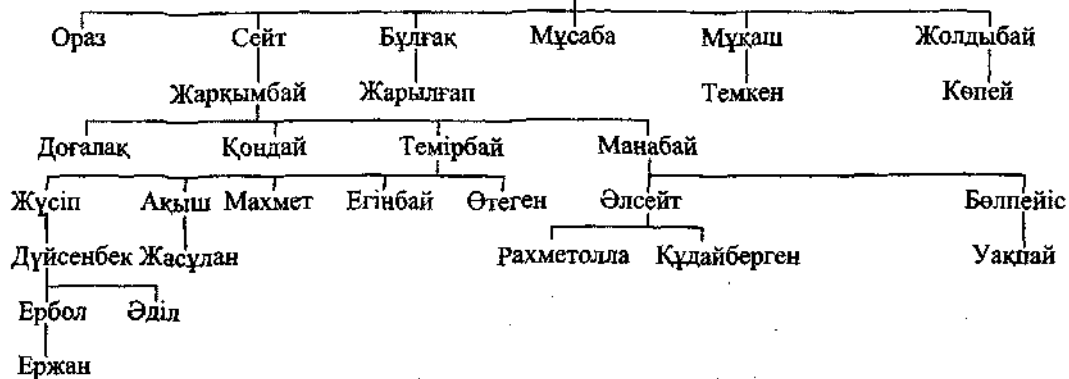 Ораз Сейт Бұлғақ Мұсаба Мұқаш Жолдыбай
Жарқымбай Жарылғап Темкен Көпей
Доғалақ Қондай Темірбай Манабай
Жүсіп Ақыш Махмет Егінбай Өтеген Әлсейт Бөлпейіс
Дүйсенбек Жасұлан Рахметолла Құдайберген Уақпай
Ербол Әділ
Ержан